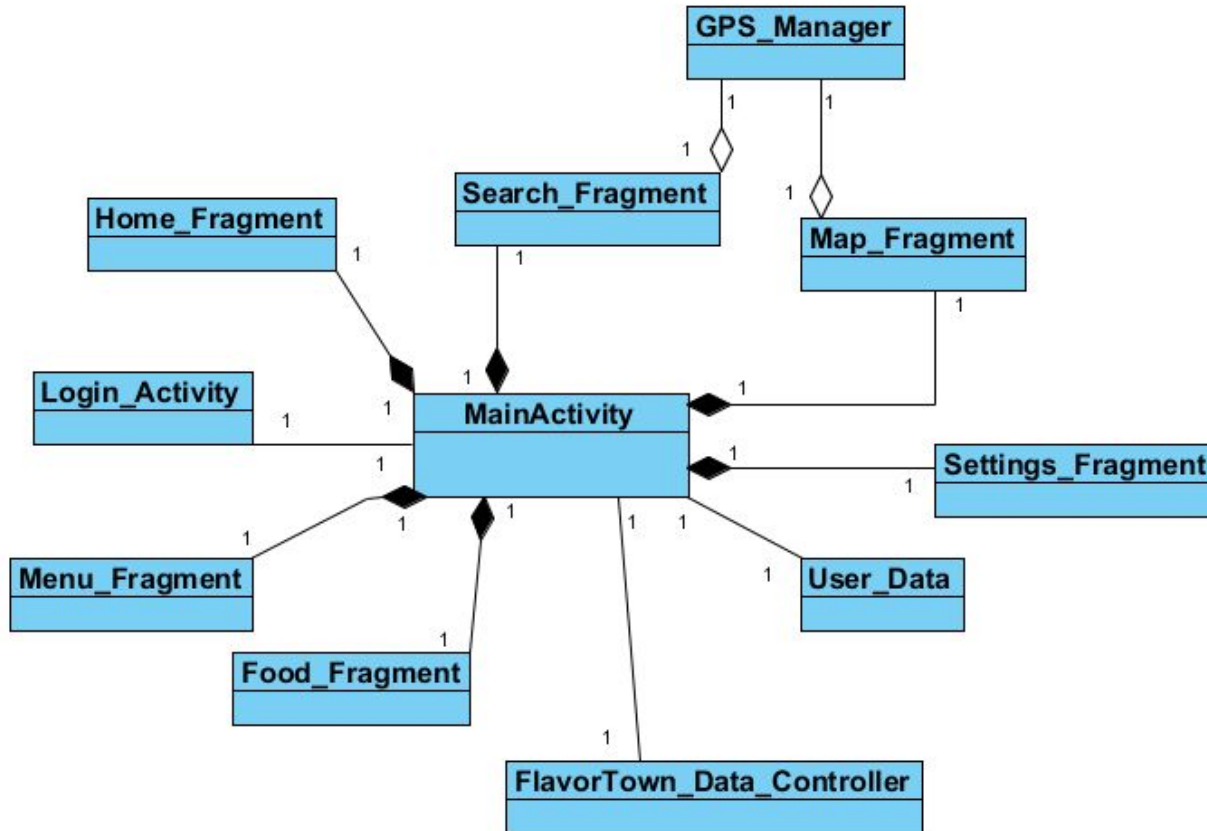 GPS_Manager
1
1
1
1
Search_Fragment
Home_Fragment
Map_Fragment
1
1
1
Login_Activity
1
1
1
MainActivity
1
1
1
Settings_Fragment
1
1
1
1
1
1
1
Menu_Fragment
User_Data
1
1
Food_Fragment
1
FlavorTown_Data_Controller